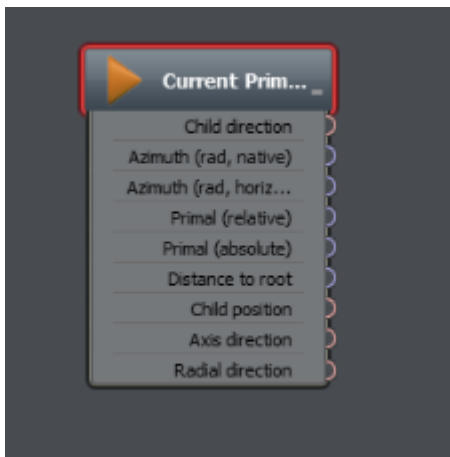 Current Prim...
Child direction
Azimuth (rad, native)
Azimuth (rad, horiz...
Primal (relative)
Primal (absolute)
Distance to root
Child position
Axis direction
Radial direction